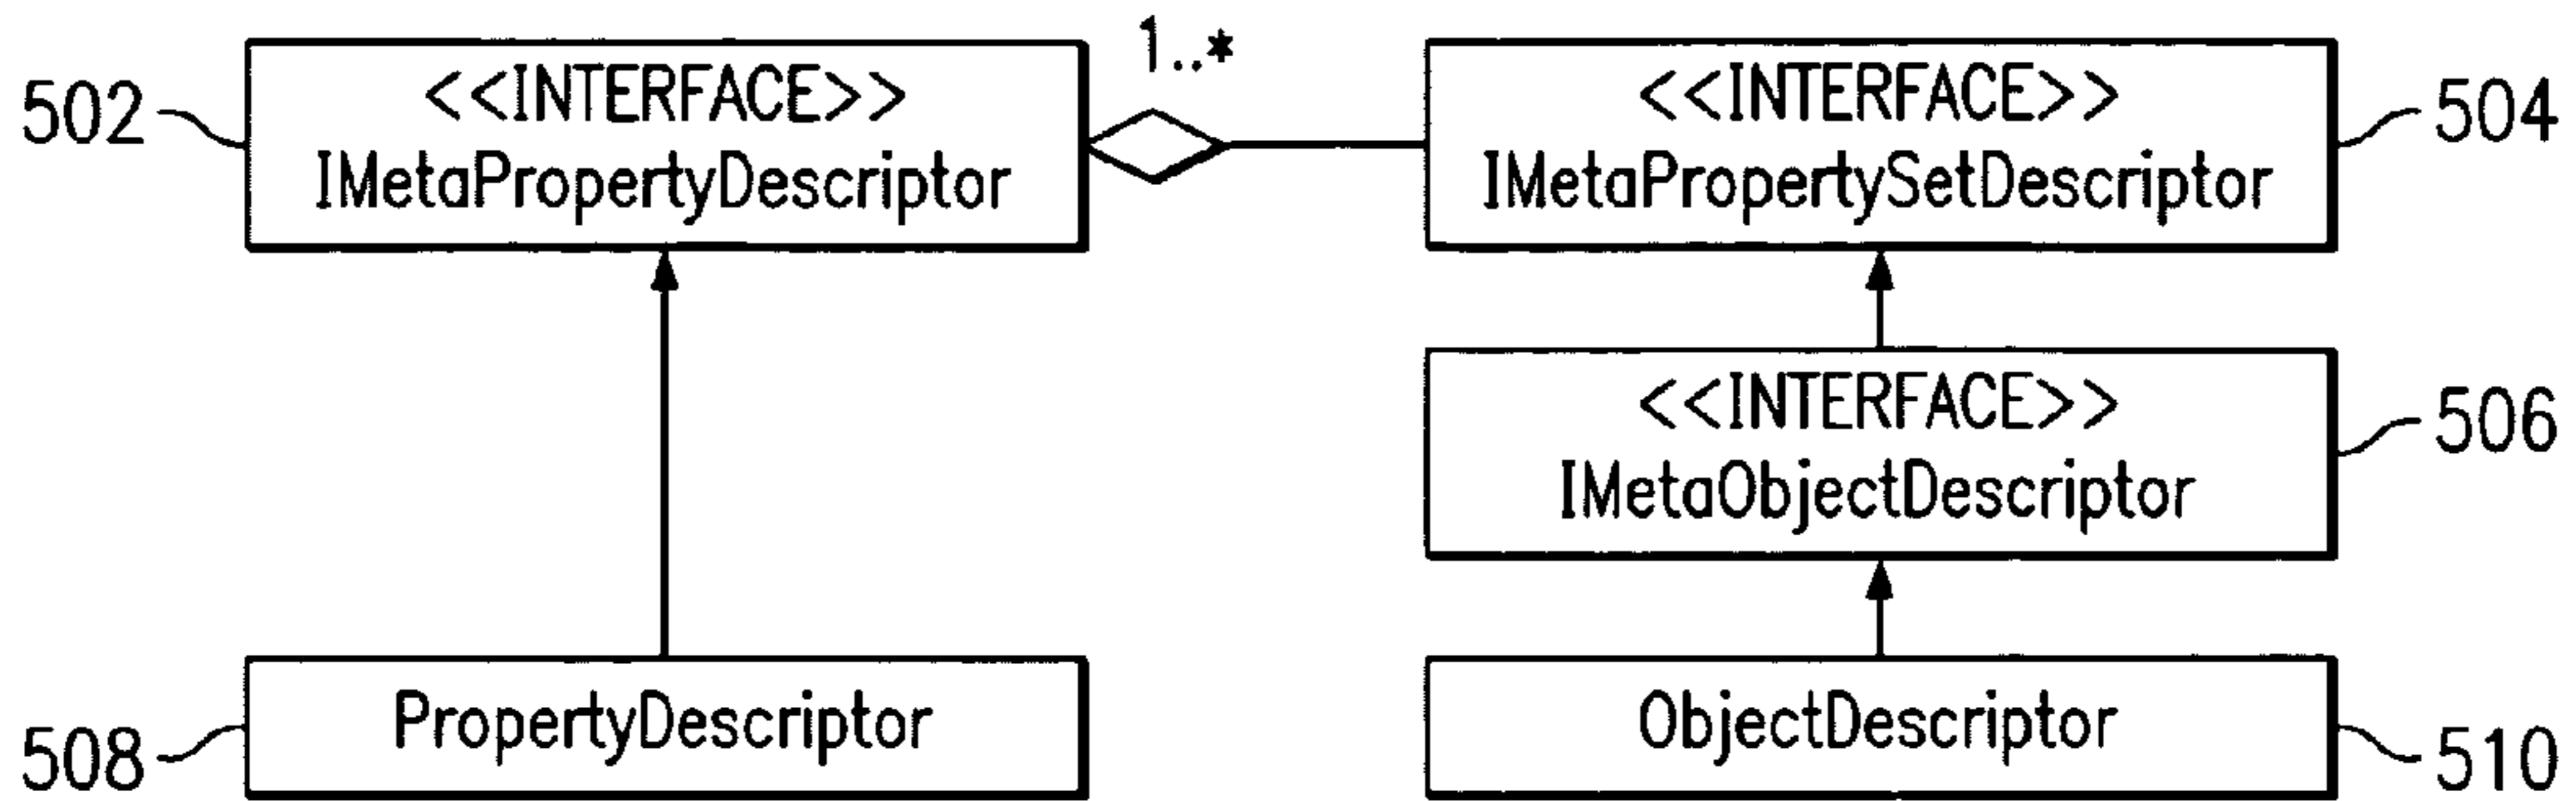 1..*
502
<<INTERFACE>>
IMetaPropertyDescriptor
<<INTERFACE>>
IMetaPropertySetDescriptor
504
<<INTERFACE>>
IMetaObjectDescriptor
506
508
PropertyDescriptor
ObjectDescriptor
510